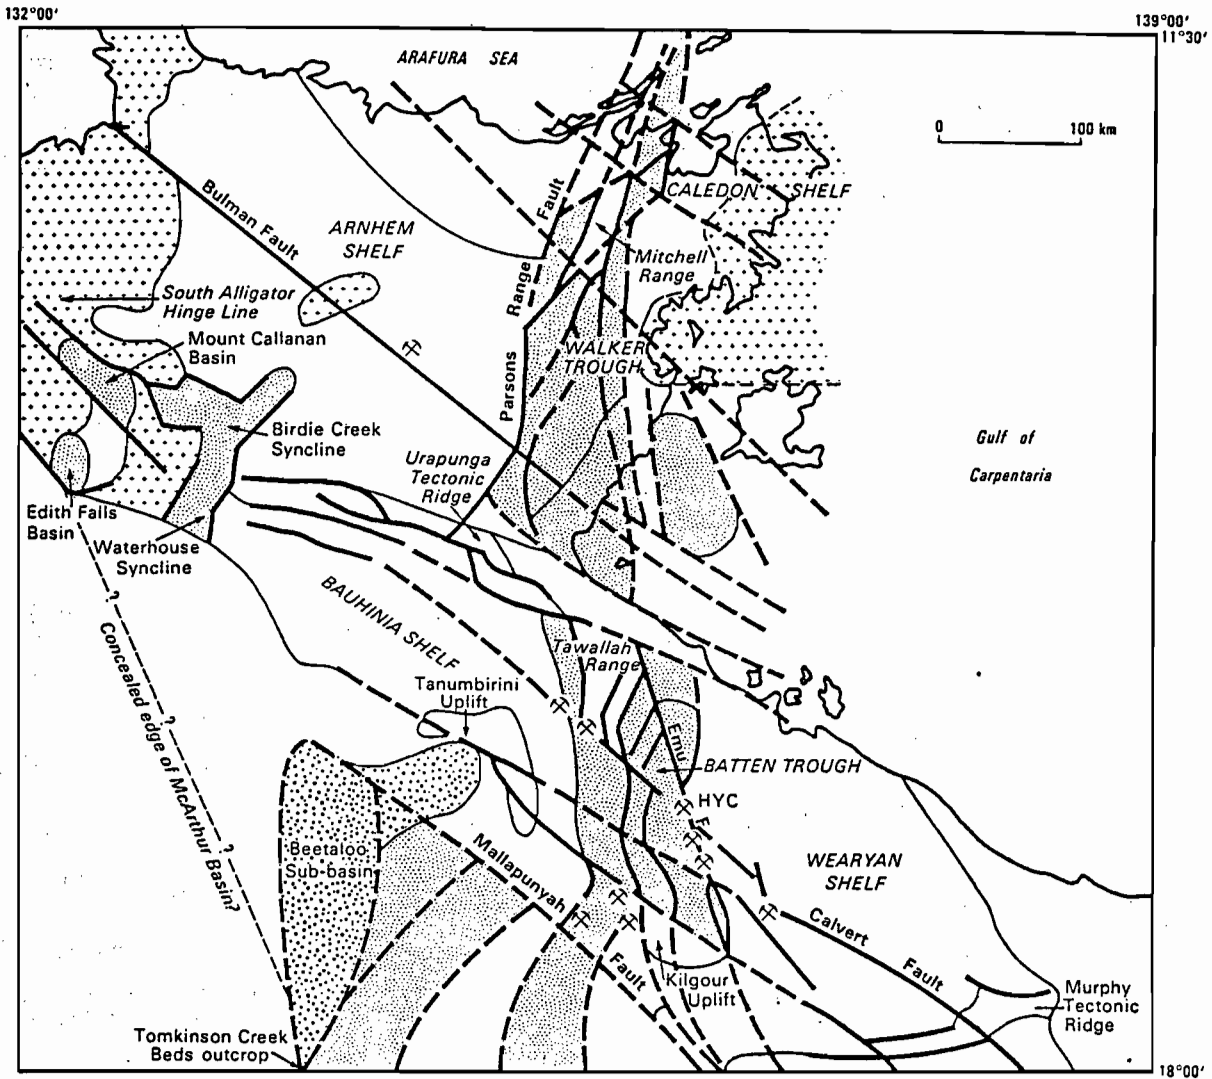 132°00'
139°00'
11°30'
ARAFURA SEA
0 100 km
CALEDON SHELF
Bulman Fault
ARNHEM
SHELF
Parsons Range Fault
Mitchell
Range
South Alligator
Hinge Line
Mount Callanan
Basin
WALKER
TROUGH
Birdie Creek
Syncline
Urapunga
Tectonic
Ridge
Gulf of
Carpentaria
Edith Falls
Basin
Waterhouse
Syncline
BAUHINIA SHELF
? Concealed edge of McArthur Basin?
?
?
Tawallah
Range
Tanumbirini
Uplift
Emu
F
BATTEN TROUGH
HYC
Beetaloo
Sub-basin
Mallapunyah Fault
WEARYAN
SHELF
Calvert Fault
Kilgour
Uplift
Murphy
Tectonic
Ridge
Tomkinson Creek
Beds outcrop
18°00'